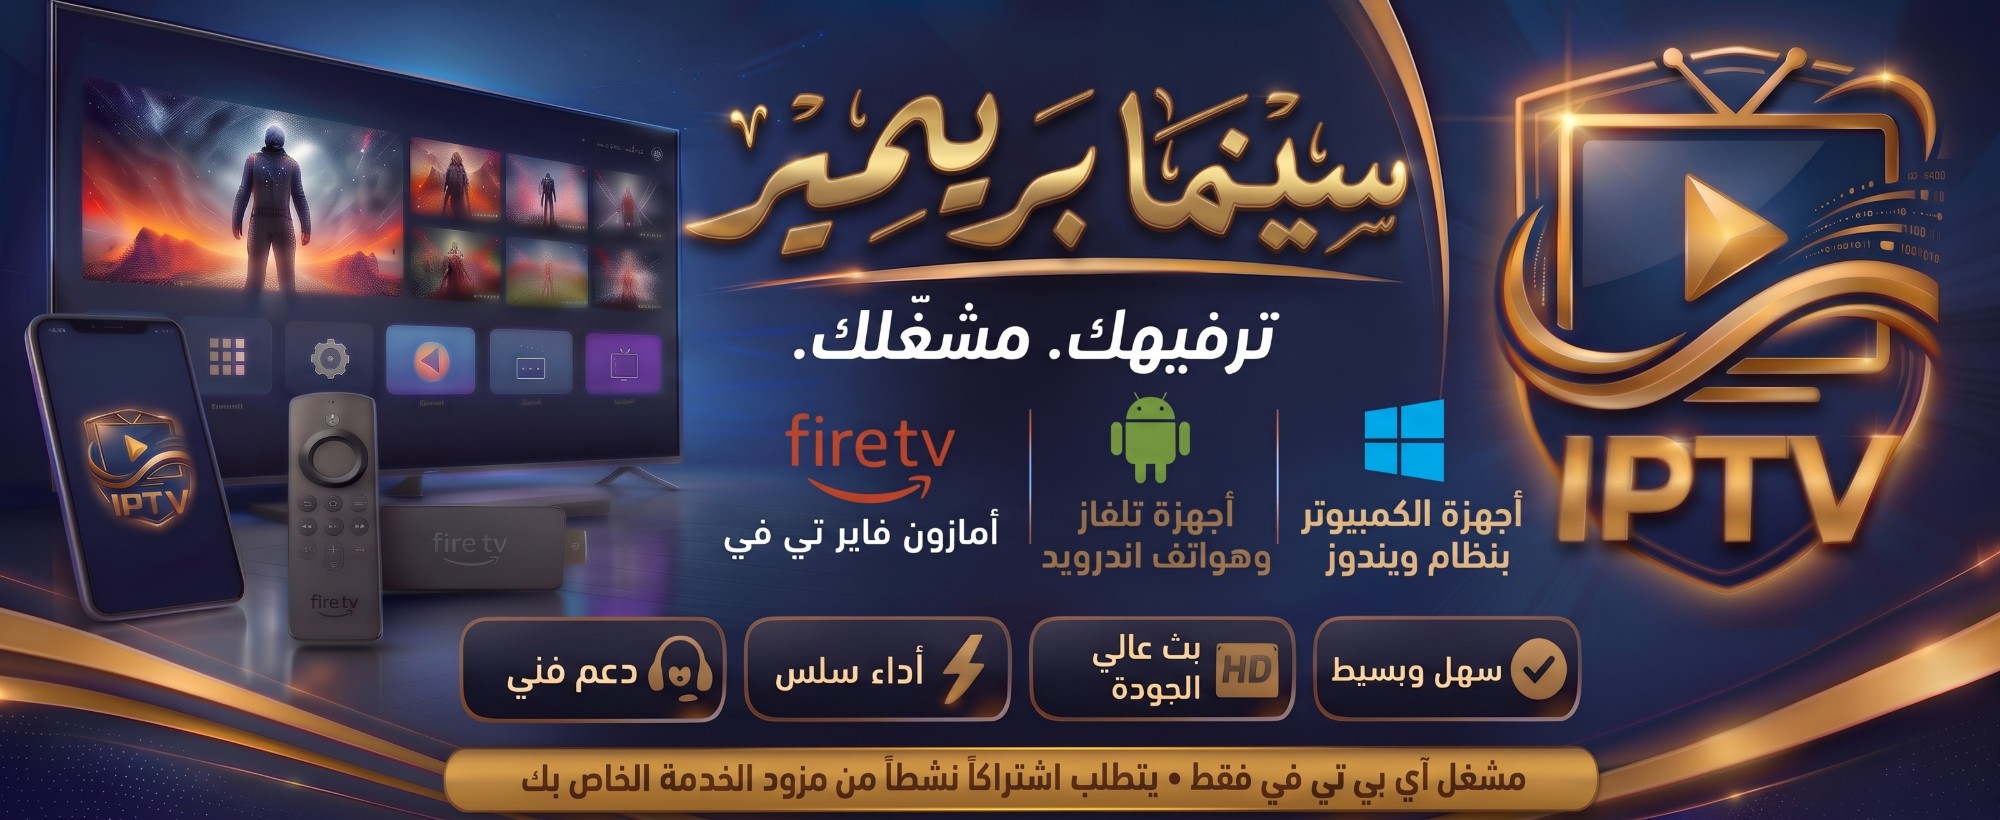 سينما بريمير
ترفيهك. مشغّلك.
أجهزة الكمبيوتر
بنظام ويندوز
أجهزة تلفاز
وهواتف اندرويد
fire tv
أمازون فاير تي في
IPTV
IPTV
fire tv
fire tv
سهل وبسيط
HD
بث عالي
الجودة
أداء سلس
دعم فني
مشغل آي بي تي في فقط • يتطلب اشتراكاً نشطاً من مزود الخدمة الخاص بك